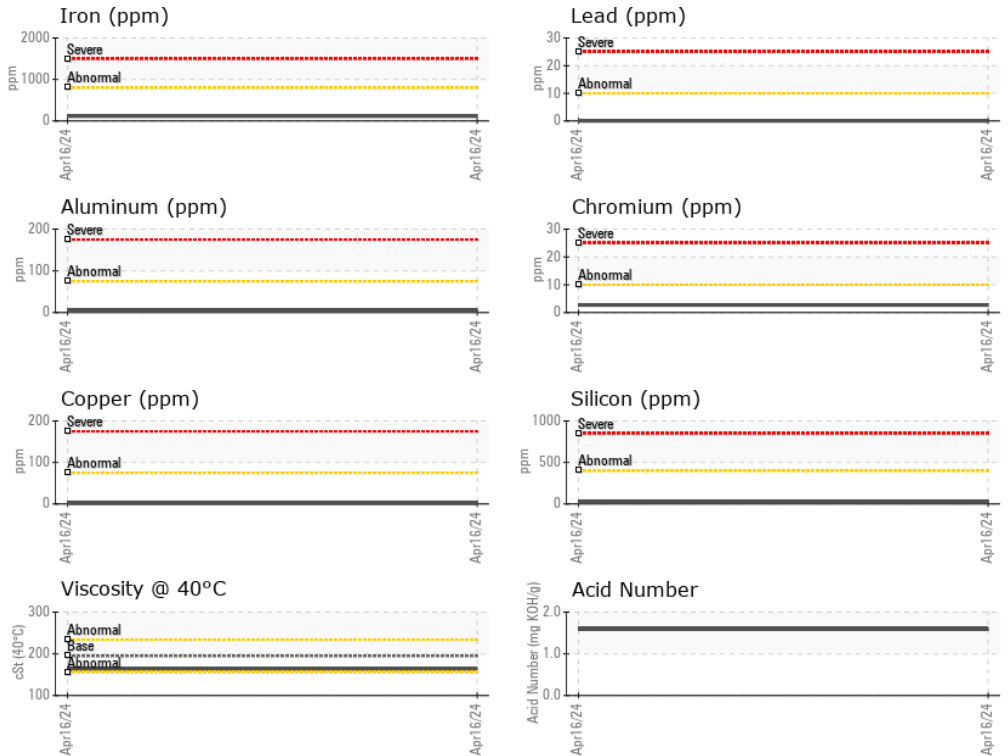 Iron (ppm)
2000
1000
0
ppm
Severe
Abnormal
Apr16/24
Apr16/24
Lead (ppm)
30
20
10
0
ppm
Severe
Abnormal
Apr16/24
Apr16/24
Aluminum (ppm)
200
100
0
ppm
Severe
Abnormal
Apr16/24
Apr16/24
Chromium (ppm)
30
20
10
0
ppm
Severe
Abnormal
Apr16/24
Apr16/24
Copper (ppm)
200
100
0
ppm
Severe
Abnormal
Apr16/24
Apr16/24
Silicon (ppm)
1000
500
0
ppm
Severe
Abnormal
Apr16/24
Apr16/24
Viscosity @ 40°C
300
200
100
cSt (40°C)
Abnormal
Base
Abnormal
Apr16/24
Apr16/24
Acid Number
2.0
1.0
0.0
Acid Number (mg KOH/g)
Apr16/24
Apr16/24